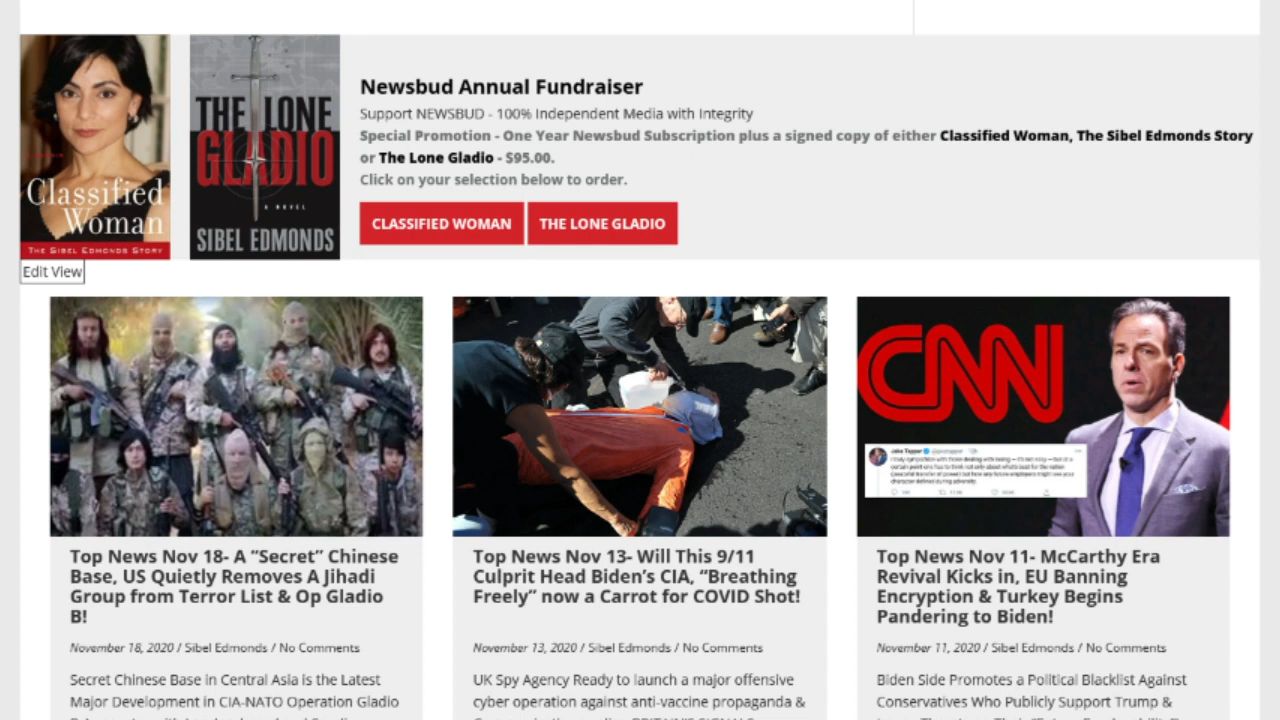 Classified
Woman
THE SIBEL EDMONDS STORY
THE LONE
GLADIO
A NOVEL
SIBEL EDMONDS
Newsbud Annual Fundraiser
Support NEWSBUD - 100% Independent Media with Integrity
Special Promotion - One Year Newsbud Subscription plus a signed copy of either Classified Woman, The Sibel Edmonds Story
or The Lone Gladio - $95.00.
Click on your selection below to order.
CLASSIFIED WOMAN THE LONE GLADIO
Edit View
Top News Nov 18- A “Secret” Chinese
Base, US Quietly Removes A Jihadi
Group from Terror List & Op Gladio
B!
November 18, 2020 / Sibel Edmonds / No Comments
Secret Chinese Base in Central Asia is the Latest
Major Development in CIA-NATO Operation Gladio
Top News Nov 13- Will This 9/11
Culprit Head Biden’s CIA, “Breathing
Freely” now a Carrot for COVID Shot!
November 13, 2020 / Sibel Edmonds / No Comments
UK Spy Agency Ready to launch a major offensive
cyber operation against anti-vaccine propaganda &
CNN
Jake Tapper
Top News Nov 11- McCarthy Era
Revival Kicks in, EU Banning
Encryption & Turkey Begins
Pandering to Biden!
November 11, 2020 / Sibel Edmonds / No Comments
Biden Side Promotes a Political Blacklist Against
Conservatives Who Publicly Support Trump &